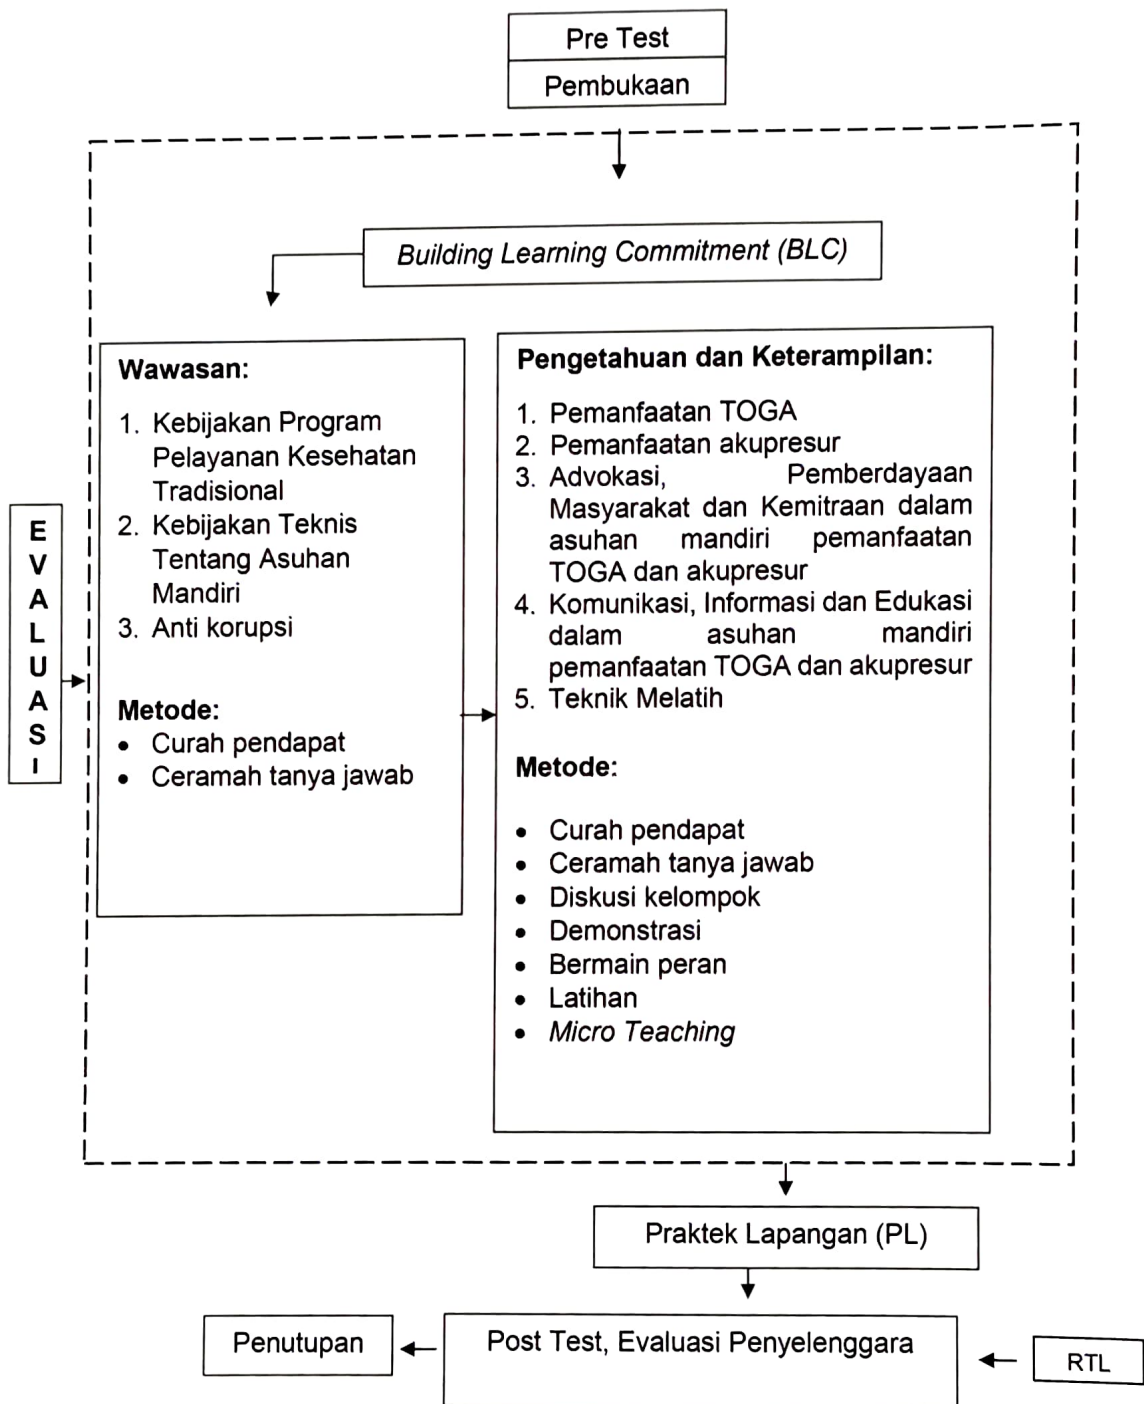 Pre Test
Pembukaan
Building Learning Commitment (BLC)
Wawasan:
1. Kebijakan Program
Pelayanan Kesehatan
Tradisional
2. Kebijakan Teknis
Tentang Asuhan
Mandiri
3. Anti korupsi
Metode:
• Curah pendapat
• Ceramah tanya jawab
Pengetahuan dan Keterampilan:
1. Pemanfaatan TOGA
2. Pemanfaatan akupresur
3. Advokasi, Pemberdayaan
Masyarakat dan Kemitraan dalam
asuhan mandiri pemanfaatan
TOGA dan akupresur
4. Komunikasi, Informasi dan Edukasi
dalam asuhan mandiri
pemanfaatan TOGA dan akupresur
5. Teknik Melatih
Metode:
• Curah pendapat
• Ceramah tanya jawab
• Diskusi kelompok
• Demonstrasi
• Bermain peran
• Latihan
• Micro Teaching
E
V
A
L
U
A
S
I
Praktek Lapangan (PL)
Penutupan
Post Test, Evaluasi Penyelenggara
RTL